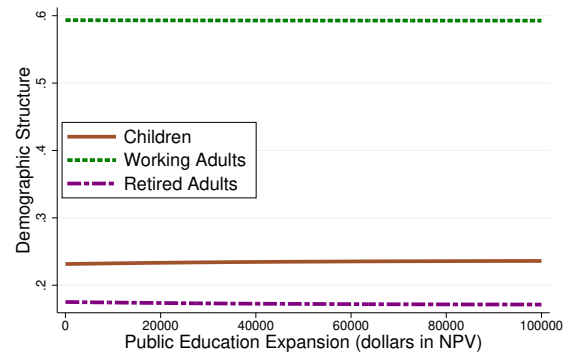 Demographic Structure
.6
.5
.4
.3
.2
Children
Working Adults
Retired Adults
0 20000 40000 60000 80000 100000
Public Education Expansion (dollars in NPV)